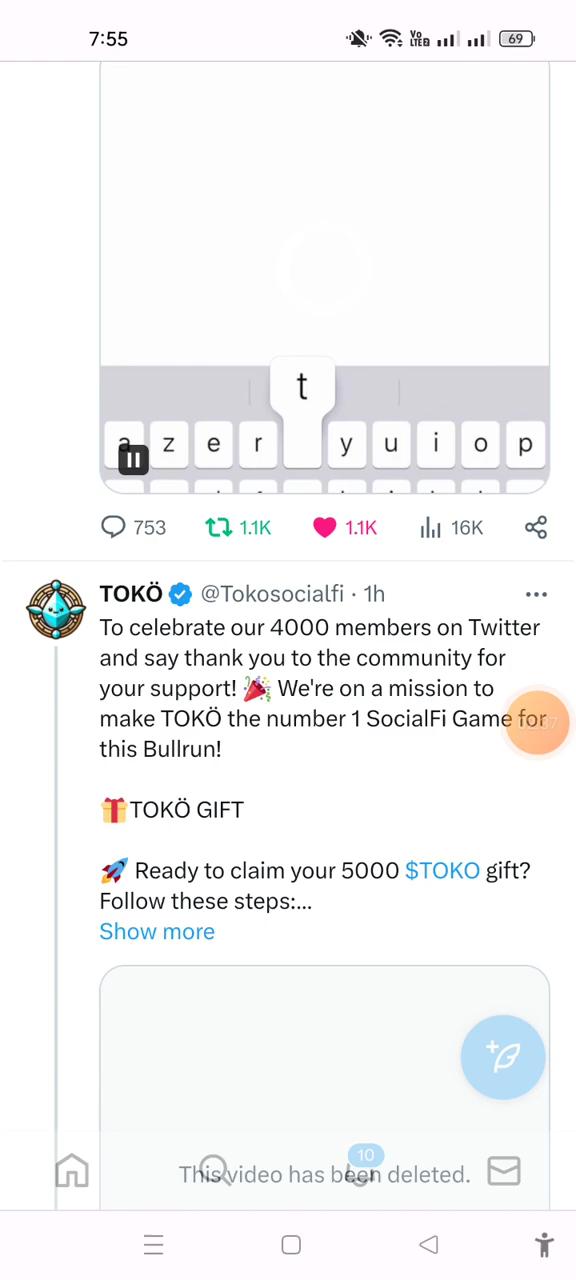 7:55
Vo
LTE2
69
t
a z e r y u i o p
753 1.1K 1.1K 16K
TOKÖ @Tokosocialfi · 1h
To celebrate our 4000 members on Twitter
and say thank you to the community for
your support! 🎉 We're on a mission to
make TOKÖ the number 1 SocialFi Game for
this Bullrun!
🎁TOKÖ GIFT
🚀 Ready to claim your 5000 $TOKO gift?
Follow these steps:...
Show more
10
This video has been deleted.